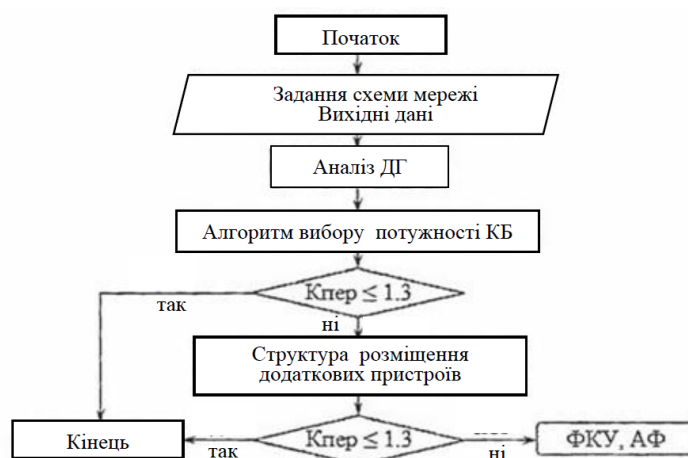 Початок
Задання схеми мережі
Вихідні дані
Аналіз ДГ
Алгоритм вибору потужності КБ
Кпер ≤ 1.3
так
ні
Структура розміщення
додаткових пристроїв
Кінець
так
Кпер ≤ 1.3
ні
ФКУ, АФ